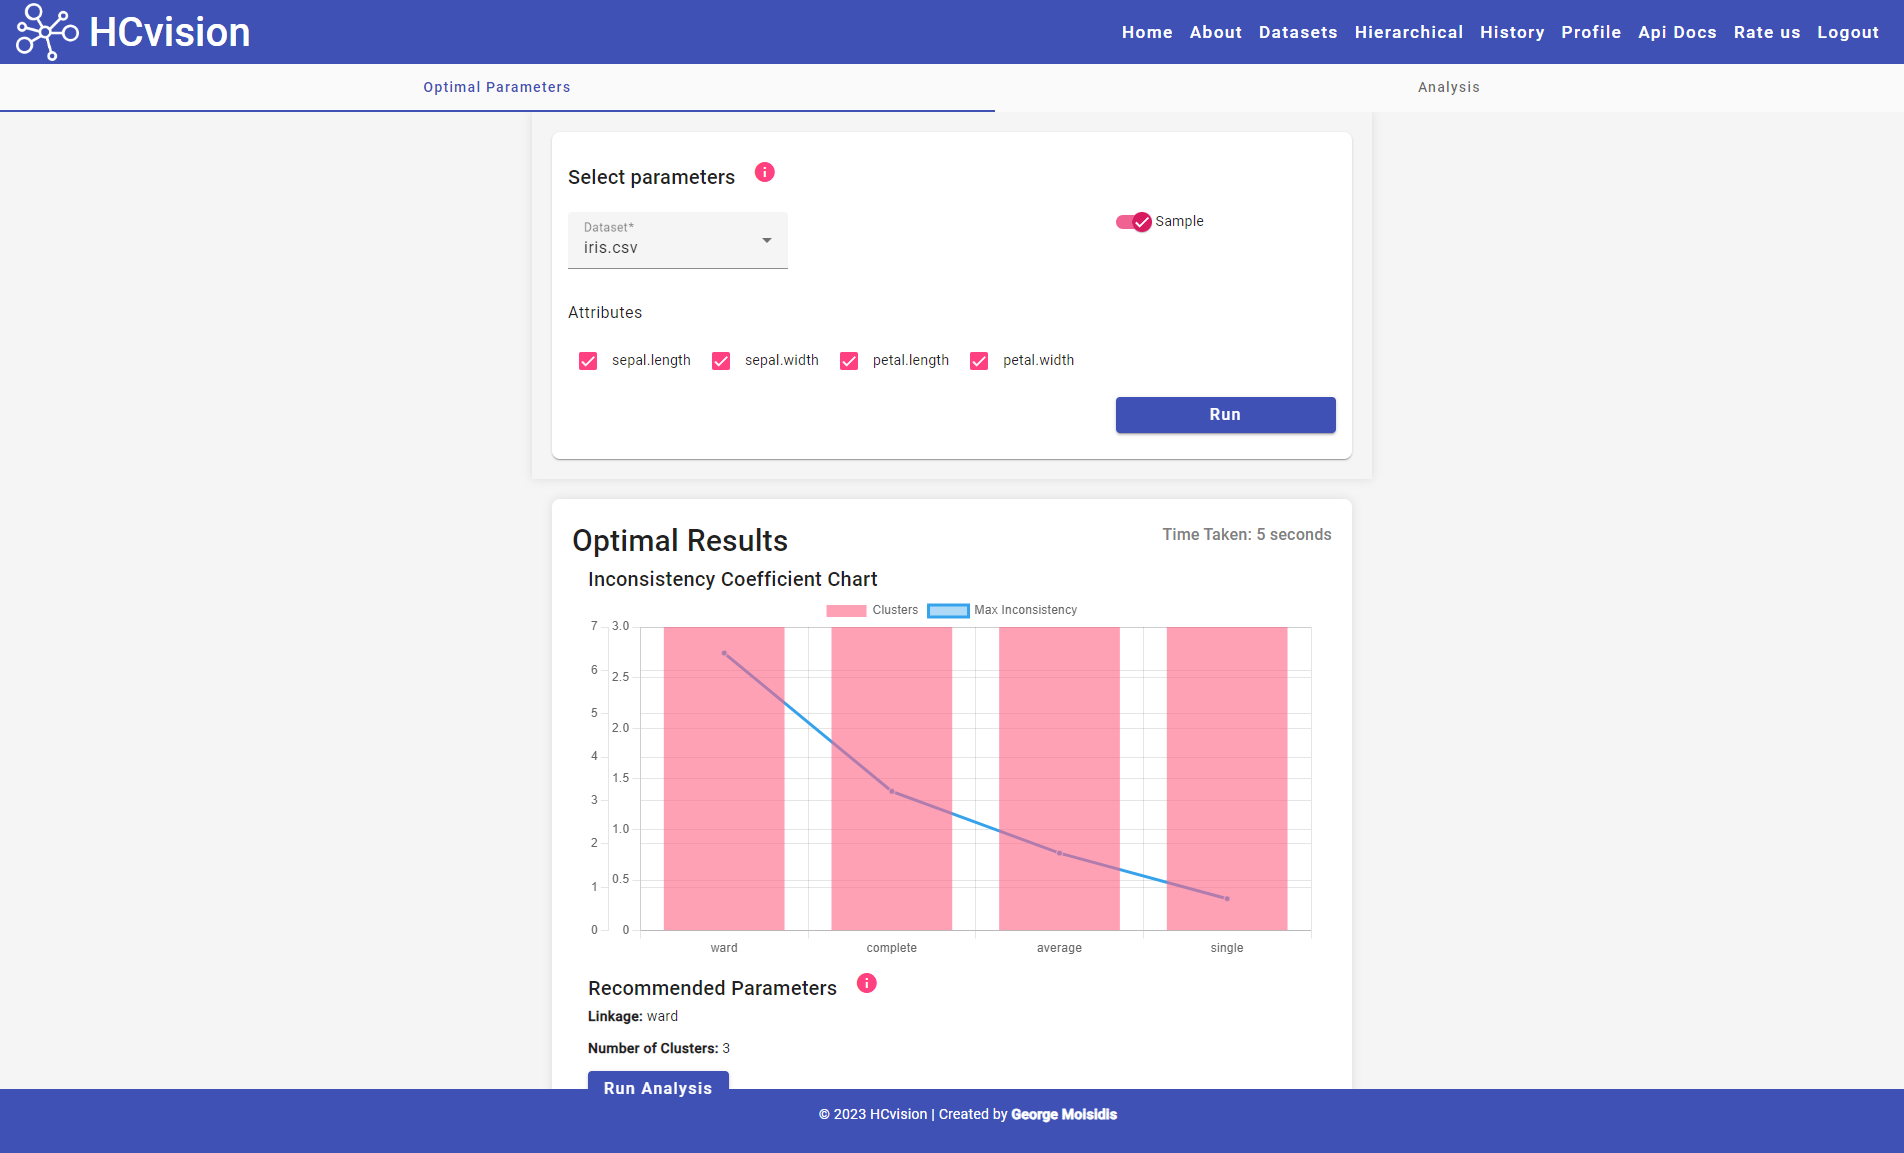 HCvision
Home About Datasets Hierarchical History Profile Api Docs Rate us Logout
Optimal Parameters Analysis
Select parameters
Dataset*
iris.csv
Sample
Attributes
sepal.length sepal.width petal.length petal.width
Run
Optimal Results
Time Taken: 5 seconds
Inconsistency Coefficient Chart
Clusters Max Inconsistency
7 3.0
6
2.5
5
2.0
4
1.5
3
1.0
2
0.5
1
0 0
ward complete average single
Recommended Parameters
Linkage: ward
Number of Clusters: 3
Run Analysis
© 2023 HCvision | Created by George Moisidis